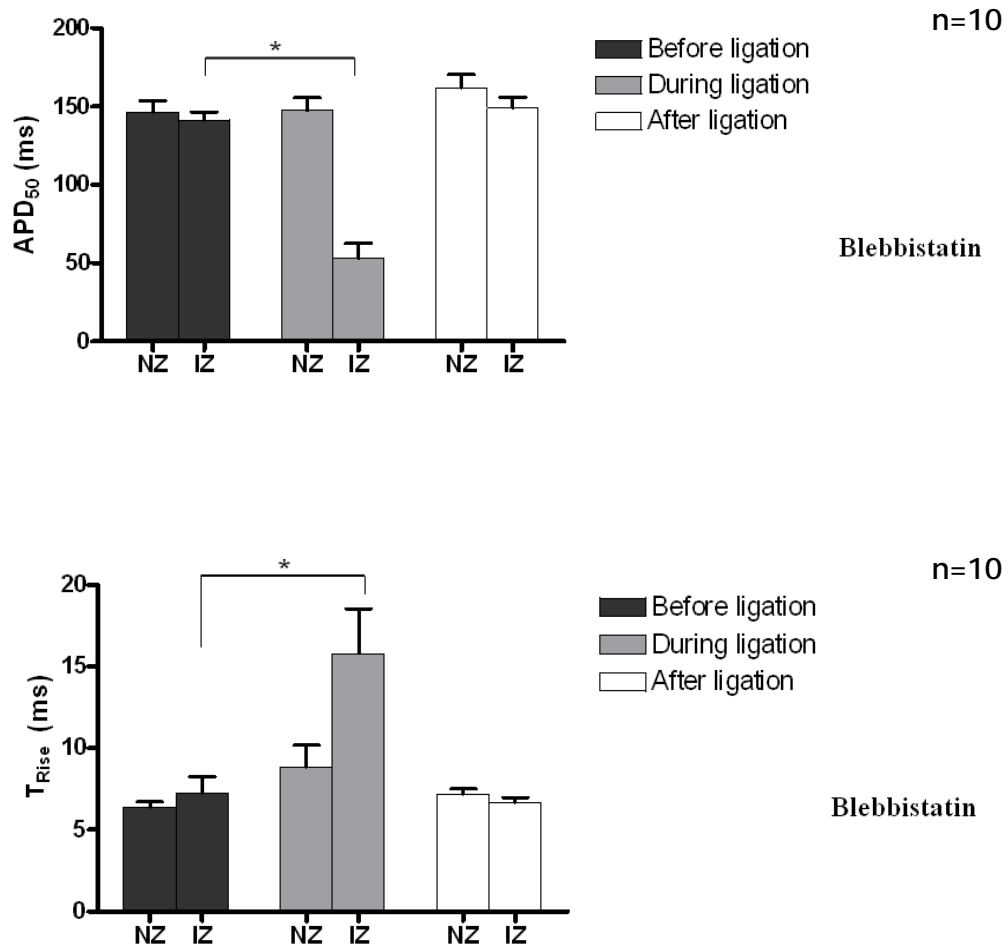 n=10
200
150
100
50
0
APD50 (ms)
*
Before ligation
During ligation
After ligation
Blebbistatin
NZ IZ NZ IZ NZ IZ
n=10
20
15
10
5
0
TRise (ms)
*
Before ligation
During ligation
After ligation
Blebbistatin
NZ IZ NZ IZ NZ IZ